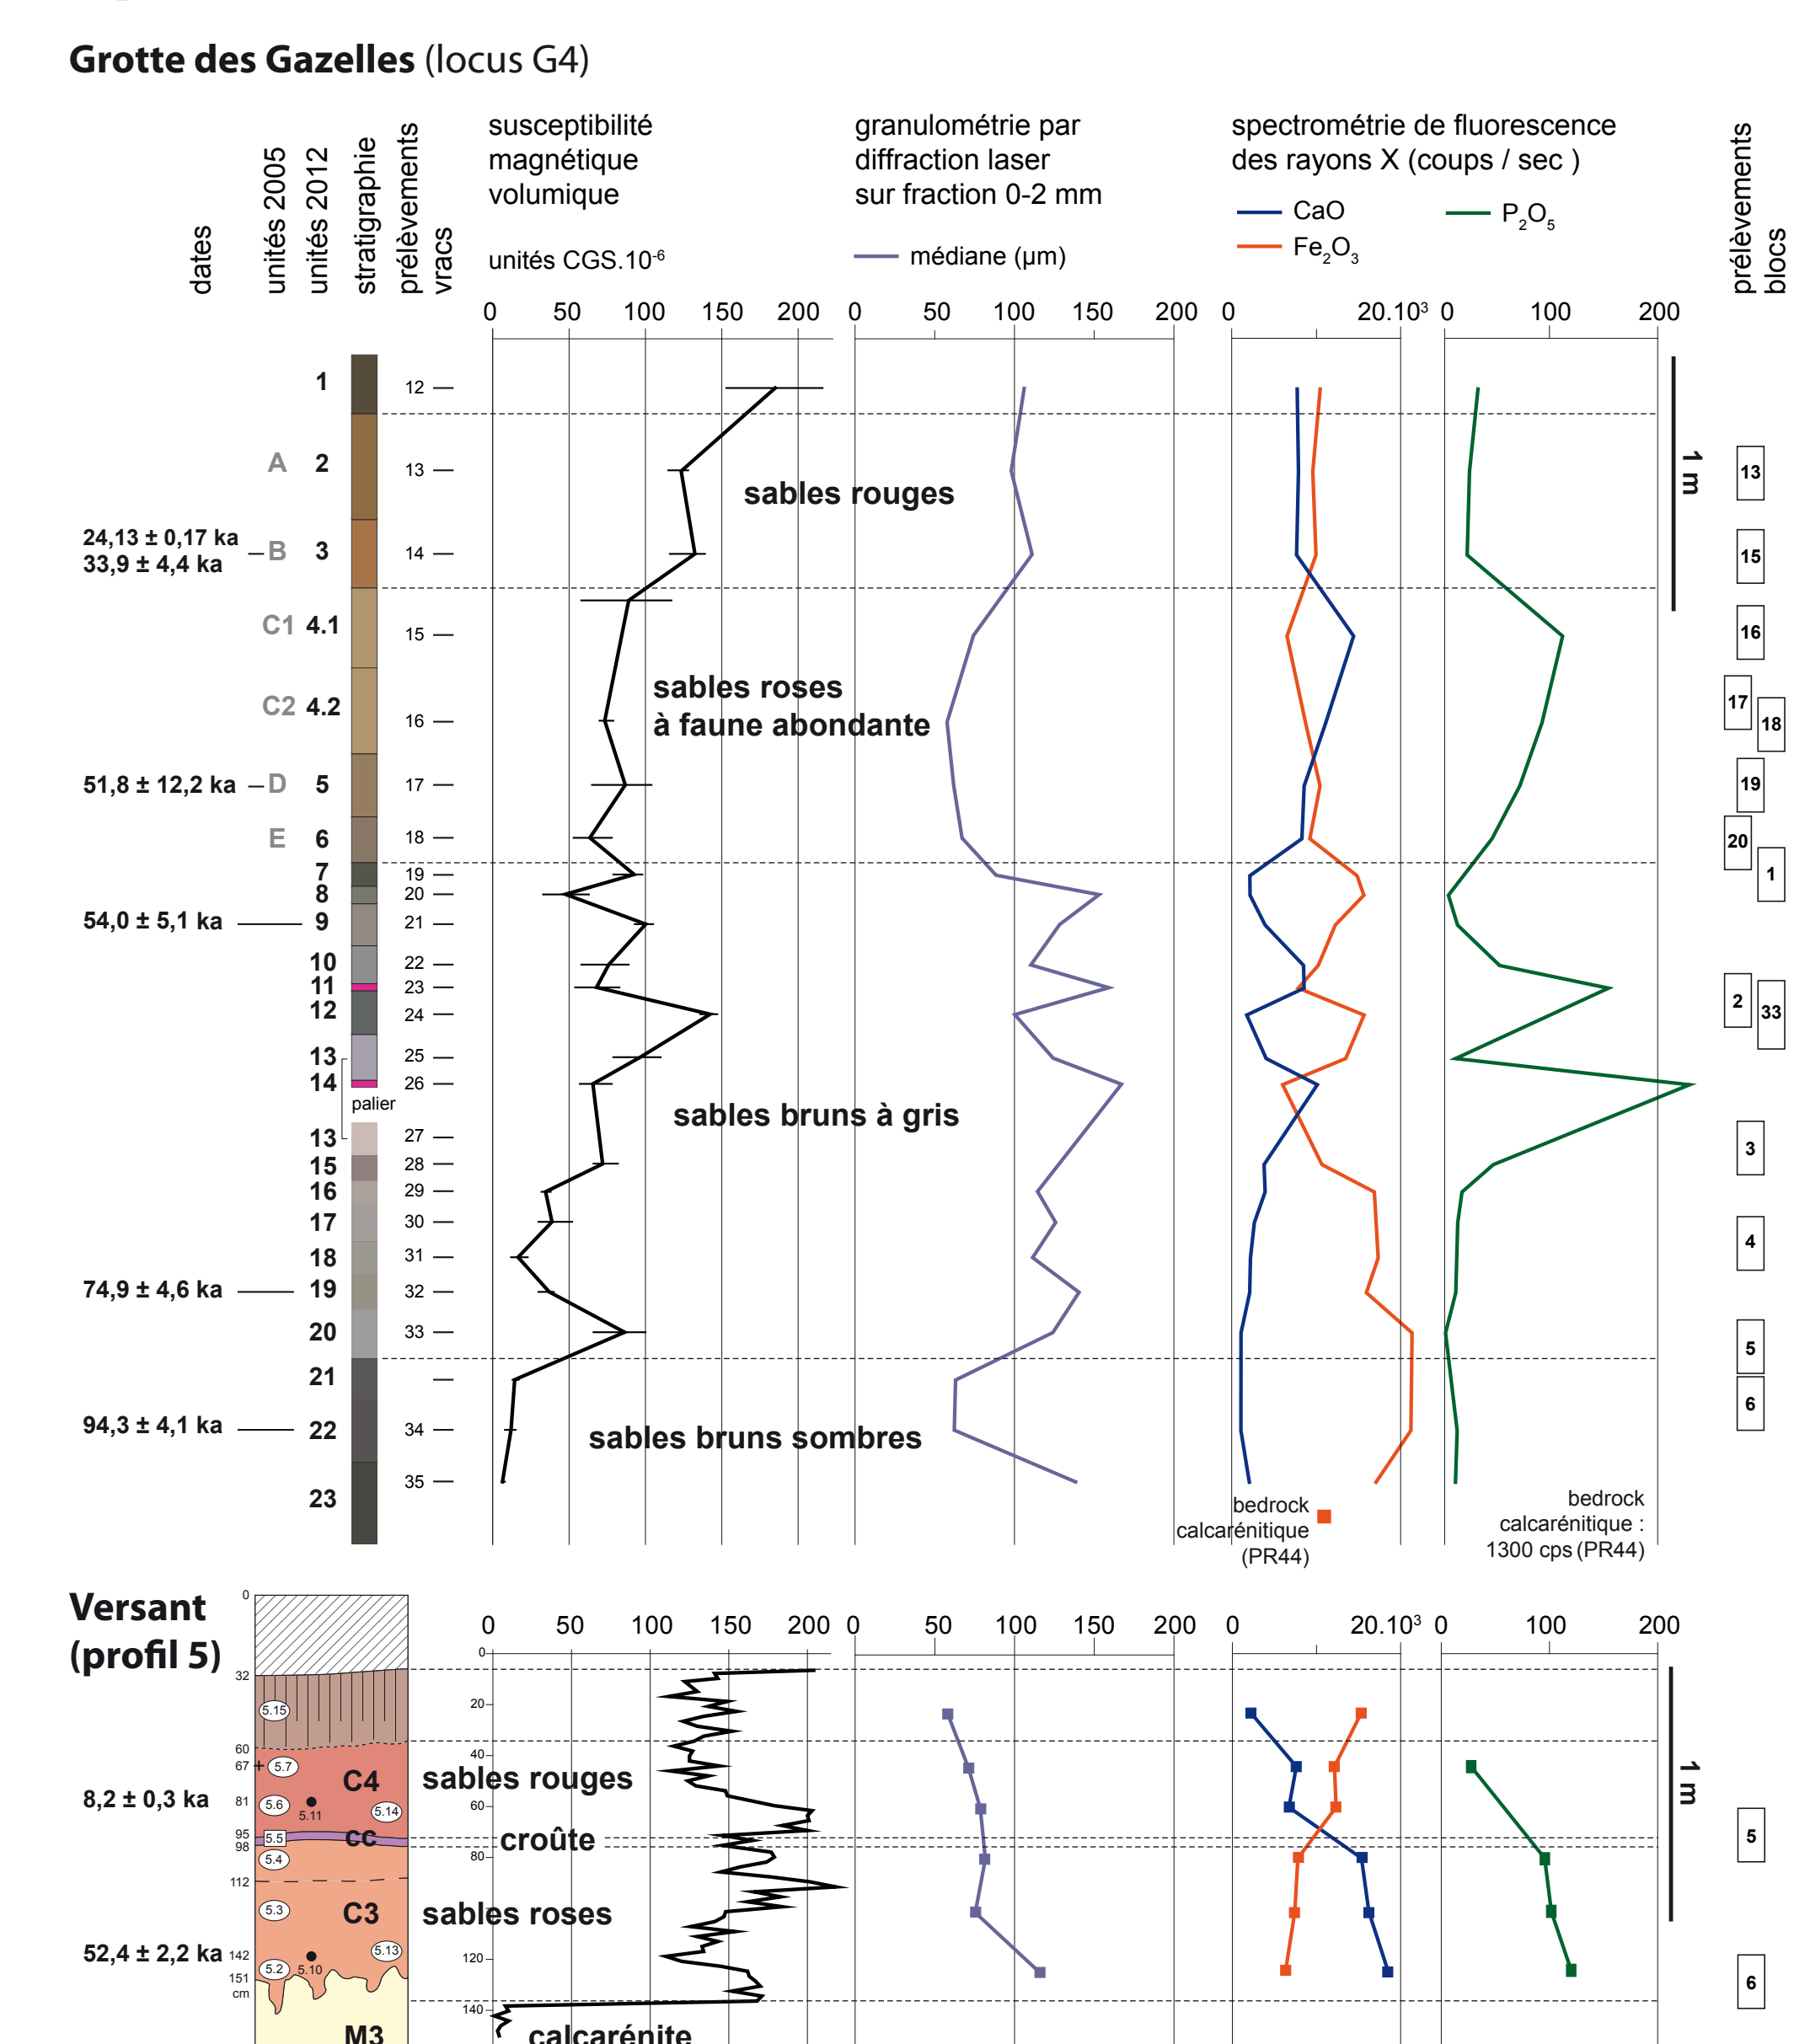 Grotte des Gazelles (locus G4)
dates
unités 2005
unités 2012
stratigraphie
prélèvements
vracs
susceptibilité
magnétique
volumique
unités CGS.10-6
granulométrie par
diffraction laser
sur fraction 0-2 mm
médiane (µm)
spectrométrie de fluorescence
des rayons X (coups / sec )
CaO
P2O5
Fe2O3
prélèvements
blocs
0 50 100 150 200 0 50 100 150 200 0 20.10³ 0 100 200
1 12
A 2 13 13
sables rouges
1 m
24,13 ± 0,17 ka
33,9 ± 4,4 ka
B 3 14 15
C1 4.1 15 16
sables roses
à faune abondante
C2 4.2 16 17
18
51,8 ± 12,2 ka D 5 17 19
E 6 18 20
7 19 1
8 20
54,0 ± 5,1 ka 9 21
10 22
11 23 2
12 24 33
13 25
14 26
palier
sables bruns à gris
13 27 3
15 28
16 29
17 30 4
18 31
74,9 ± 4,6 ka 19 32
20 33 5
21 6
94,3 ± 4,1 ka 22 34
sables bruns sombres
23 35
bedrock
calcarénitique
(PR44)
bedrock
calcarénitique :
1300 cps (PR44)
Versant
(profil 5)
0
32
60
67
81
95
98
112
142
151
cm
0 50 100 150 200 0 50 100 150 200 0 20.10³ 0 100 200
0
20
40
60
80
120
140
5.15
5.7
C4
5.6
5.11
5.14
5.5
CC
5.4
5.3
C3
5.13
5.2
5.10
M3
8,2 ± 0,3 ka
52,4 ± 2,2 ka
sables rouges
croûte
sables roses
calcarénite
1 m
5
6